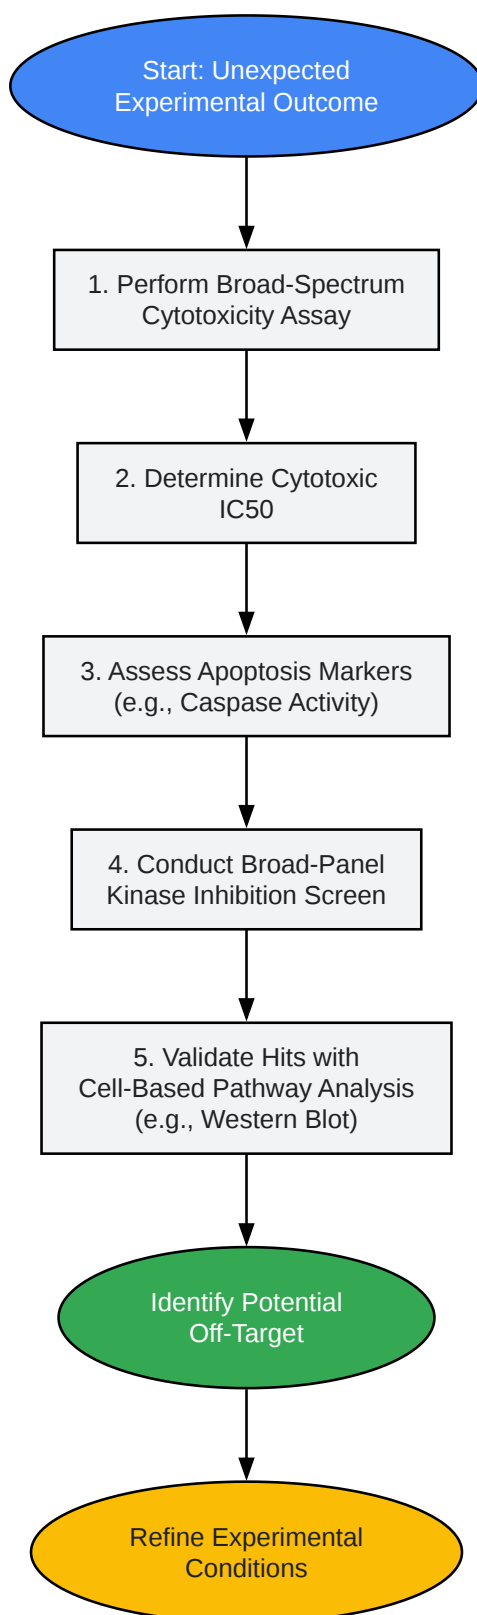 Start: Unexpected
Experimental Outcome
1. Perform Broad-Spectrum
Cytotoxicity Assay
2. Determine Cytotoxic
IC50
3. Assess Apoptosis Markers
(e.g., Caspase Activity)
4. Conduct Broad-Panel
Kinase Inhibition Screen
5. Validate Hits with
Cell-Based Pathway Analysis
(e.g., Western Blot)
Identify Potential
Off-Target
Refine Experimental
Conditions